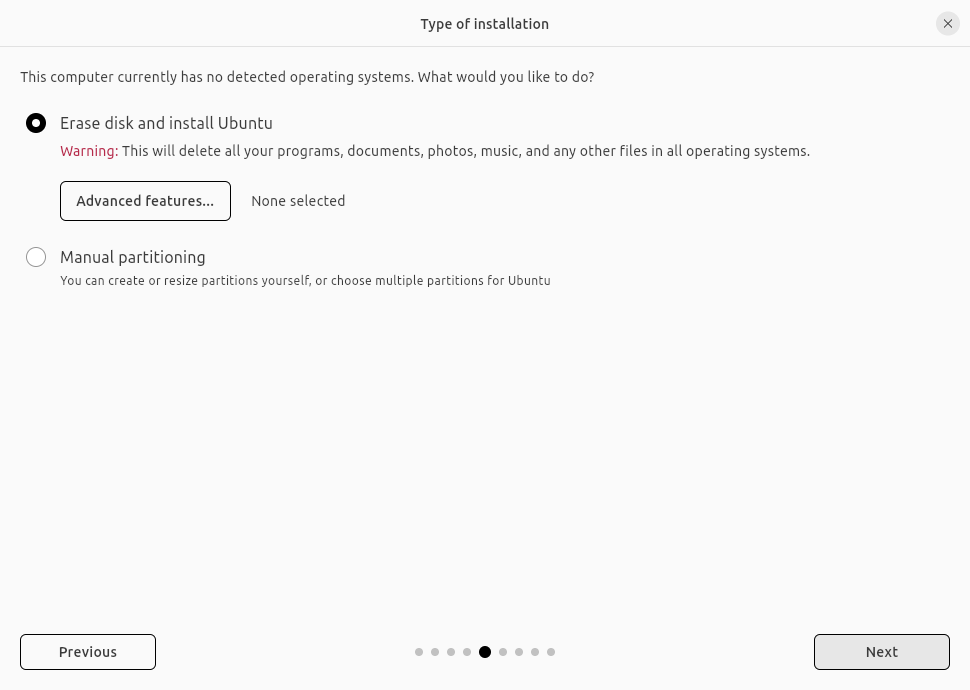 Type of installation
This computer currently has no detected operating systems. What would you like to do?
Erase disk and install Ubuntu
Warning: This will delete all your programs, documents, photos, music, and any other files in all operating systems.
Advanced features... None selected
Manual partitioning
You can create or resize partitions yourself, or choose multiple partitions for Ubuntu
Previous Next